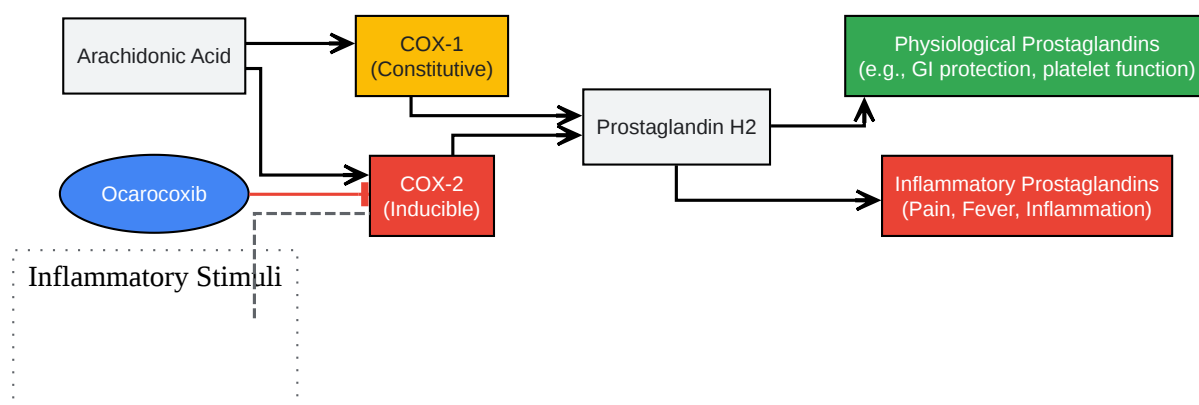 Arachidonic Acid
COX-1
(Constitutive)
Physiological Prostaglandins
(e.g., GI protection, platelet function)
Prostaglandin H2
Ocarocoxib
COX-2
(Inducible)
Inflammatory Prostaglandins
(Pain, Fever, Inflammation)
Inflammatory Stimuli